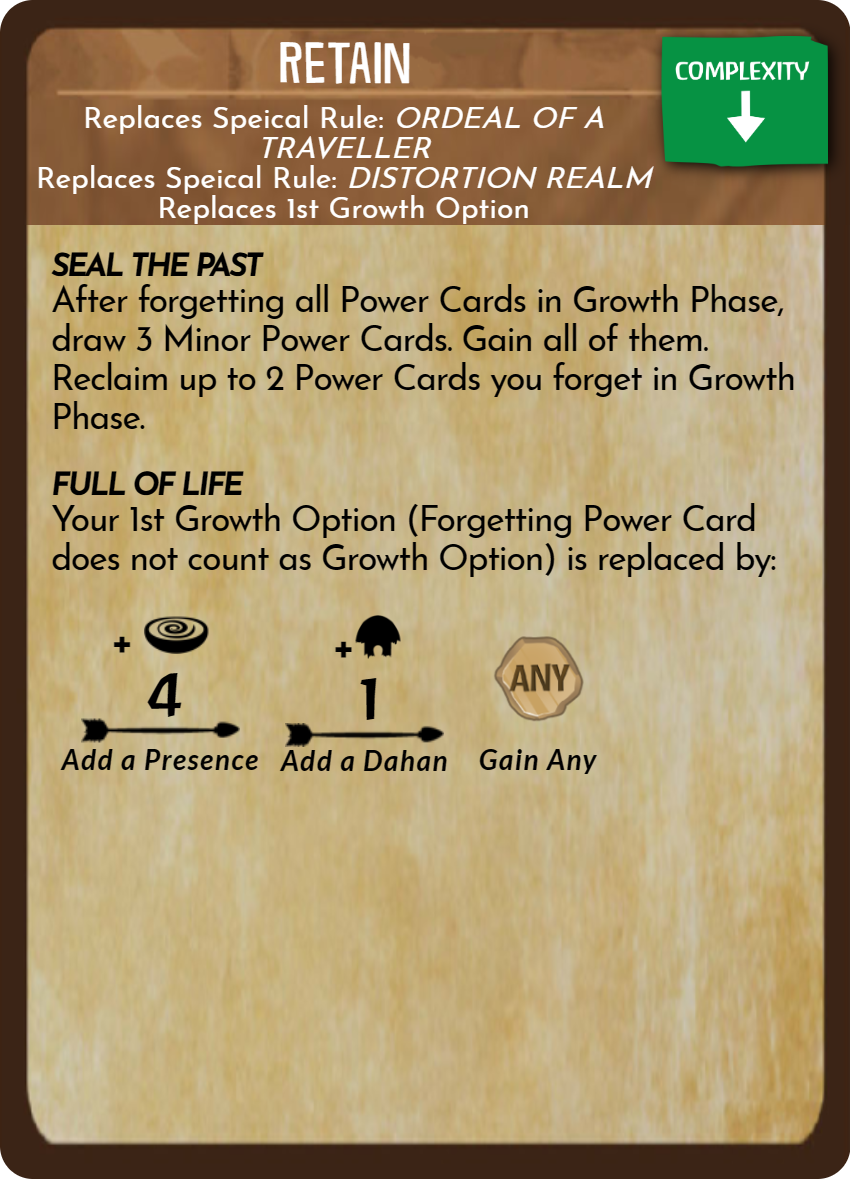 RETAIN
COMPLEXITY
Replaces Speical Rule: ORDEAL OF A
TRAVELLER
Replaces Speical Rule: DISTORTION REALM
Replaces 1st Growth Option
SEAL THE PAST
After forgetting all Power Cards in Growth Phase,
draw 3 Minor Power Cards. Gain all of them.
Reclaim up to 2 Power Cards you forget in Growth
Phase.
FULL OF LIFE
Your 1st Growth Option (Forgetting Power Card
does not count as Growth Option) is replaced by:
+ +
4 1 ANY
Add a Presence Add a Dahan Gain Any